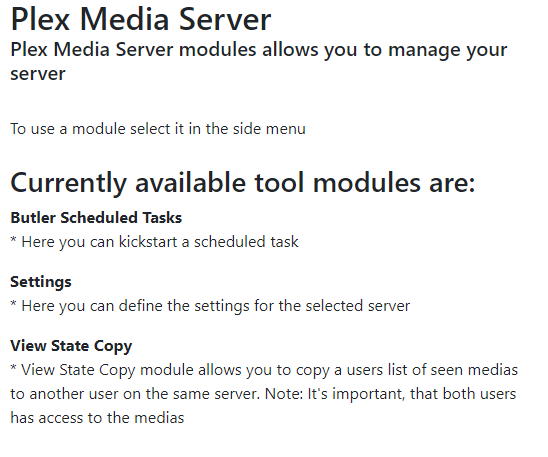 Plex Media Server
Plex Media Server modules allows you to manage your
server
To use a module select it in the side menu
Currently available tool modules are:
Butler Scheduled Tasks
* Here you can kickstart a scheduled task
Settings
* Here you can define the settings for the selected server
View State Copy
* View State Copy module allows you to copy a users list of seen medias
to another user on the same server. Note: It's important, that both users
has access to the medias